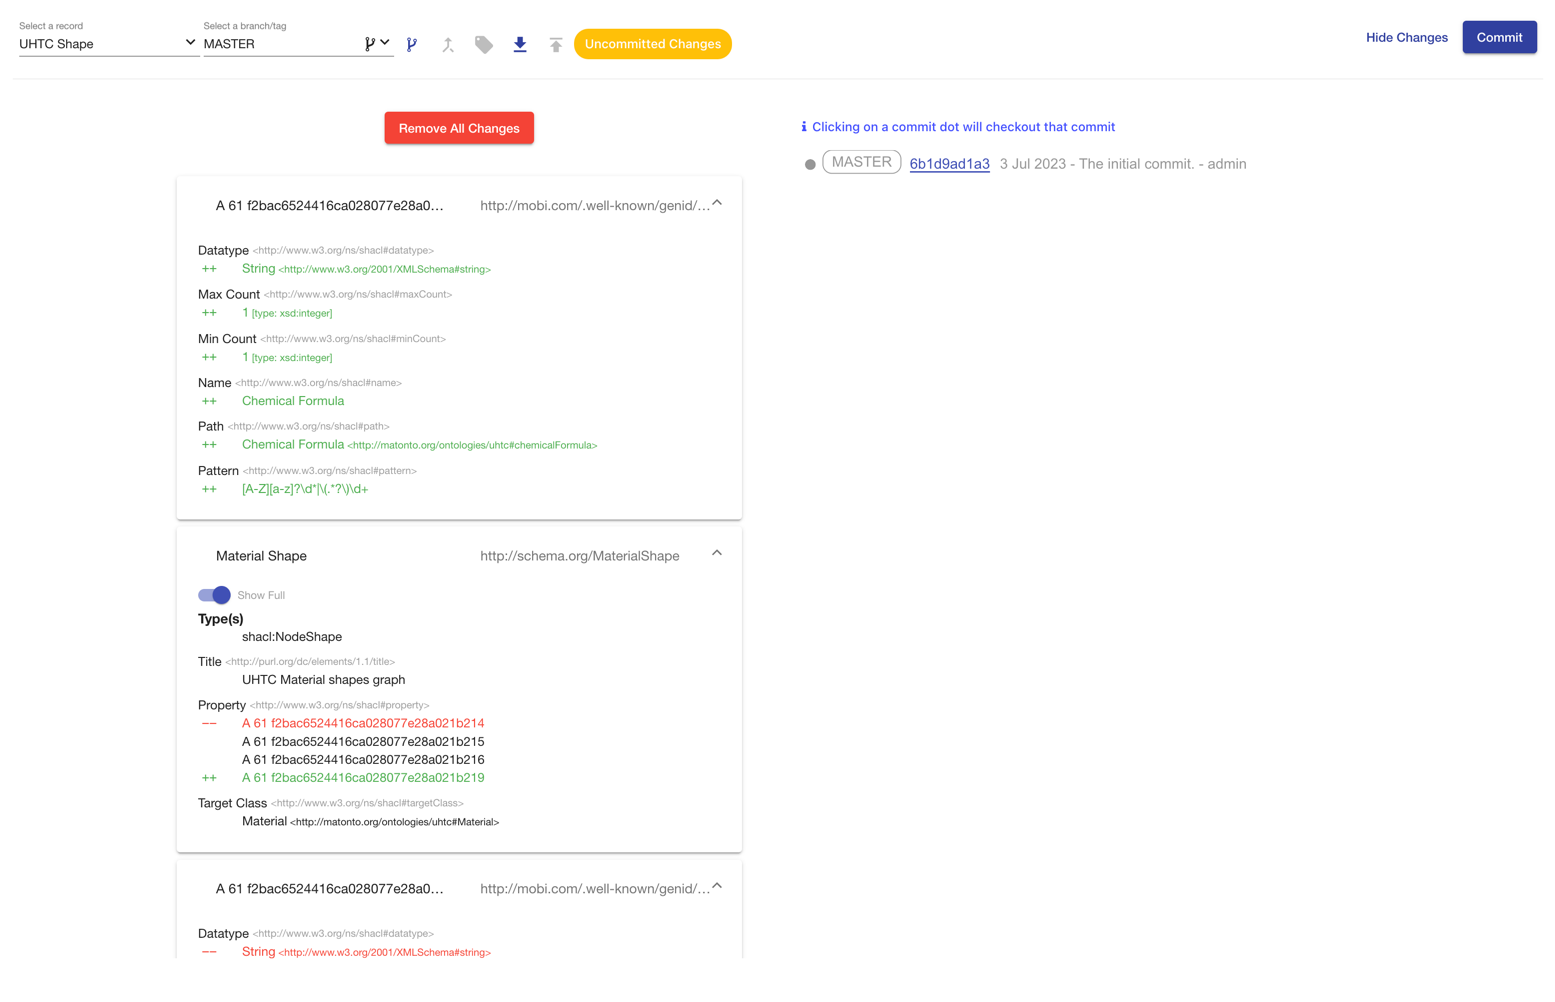 Select a record
Select a branch/tag
UHTC Shape
MASTER
Uncommitted Changes
Hide Changes
Commit
Remove All Changes
A 61 f2bac6524416ca028077e28a0… http://mobi.com/.well-known/genid/…
Datatype <http://www.w3.org/ns/shacl#datatype>
++ String <http://www.w3.org/2001/XMLSchema#string>
Max Count <http://www.w3.org/ns/shacl#maxCount>
++ 1 [type: xsd:integer]
Min Count <http://www.w3.org/ns/shacl#minCount>
++ 1 [type: xsd:integer]
Name <http://www.w3.org/ns/shacl#name>
++ Chemical Formula
Path <http://www.w3.org/ns/shacl#path>
++ Chemical Formula <http://matonto.org/ontologies/uhtc#chemicalFormula>
Pattern <http://www.w3.org/ns/shacl#pattern>
++ [A-Z][a-z]?\d*|\(.*?\)\d+
Material Shape http://schema.org/MaterialShape
Show Full
Type(s)
shacl:NodeShape
Title <http://purl.org/dc/elements/1.1/title>
UHTC Material shapes graph
Property <http://www.w3.org/ns/shacl#property>
−− A 61 f2bac6524416ca028077e28a021b214
A 61 f2bac6524416ca028077e28a021b215
A 61 f2bac6524416ca028077e28a021b216
++ A 61 f2bac6524416ca028077e28a021b219
Target Class <http://www.w3.org/ns/shacl#targetClass>
Material <http://matonto.org/ontologies/uhtc#Material>
A 61 f2bac6524416ca028077e28a0… http://mobi.com/.well-known/genid/…
Datatype <http://www.w3.org/ns/shacl#datatype>
−− String <http://www.w3.org/2001/XMLSchema#string>
Clicking on a commit dot will checkout that commit
MASTER 6b1d9ad1a3 3 Jul 2023 - The initial commit. - admin